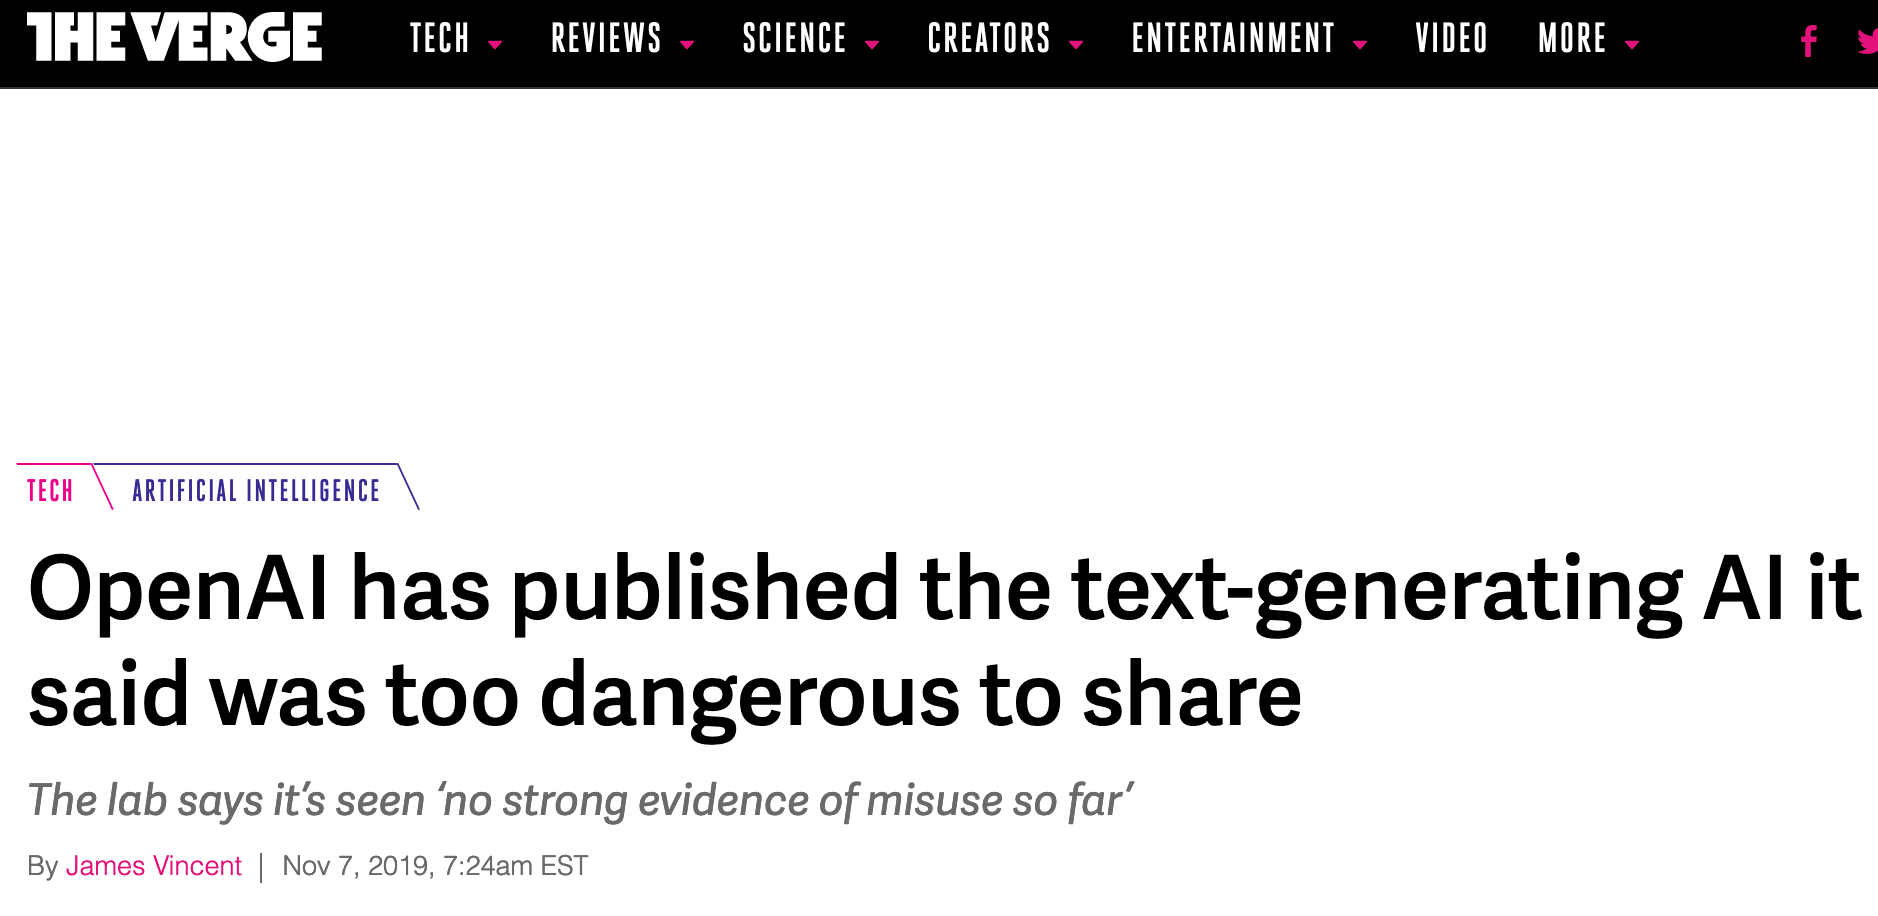 THE VERGE TECH REVIEWS SCIENCE CREATORS ENTERTAINMENT VIDEO MORE
TECH ARTIFICIAL INTELLIGENCE
OpenAI has published the text-generating AI it
said was too dangerous to share
The lab says it’s seen ‘no strong evidence of misuse so far’
By James Vincent | Nov 7, 2019, 7:24am EST